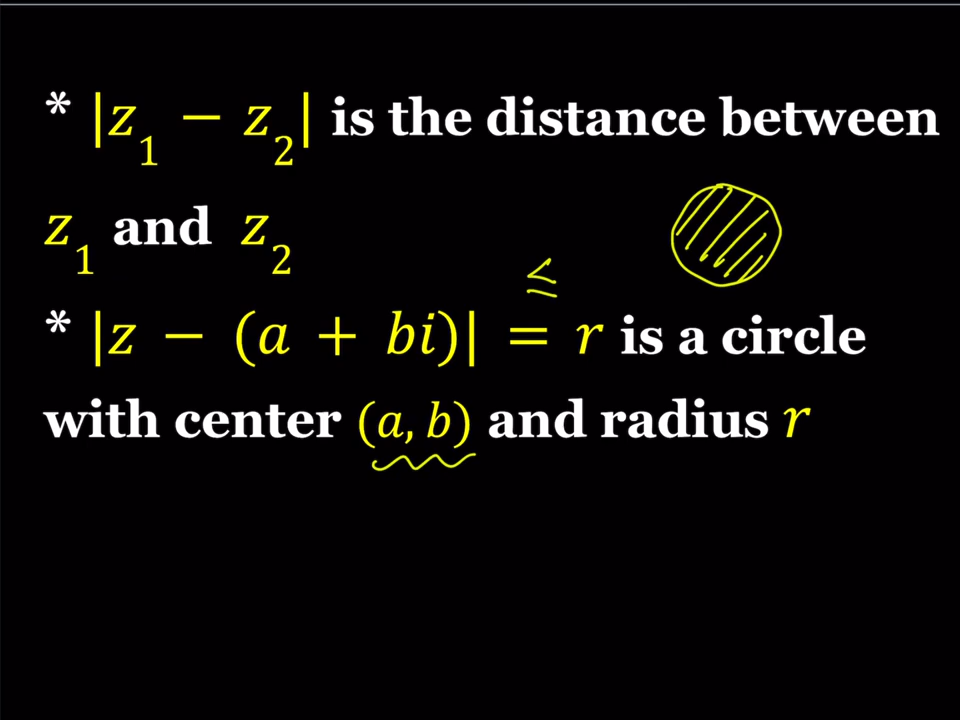 * |z₁ − z₂| is the distance between
z₁ and z₂
≤
* |z − (a + bi)| = r is a circle
with center (a, b) and radius r